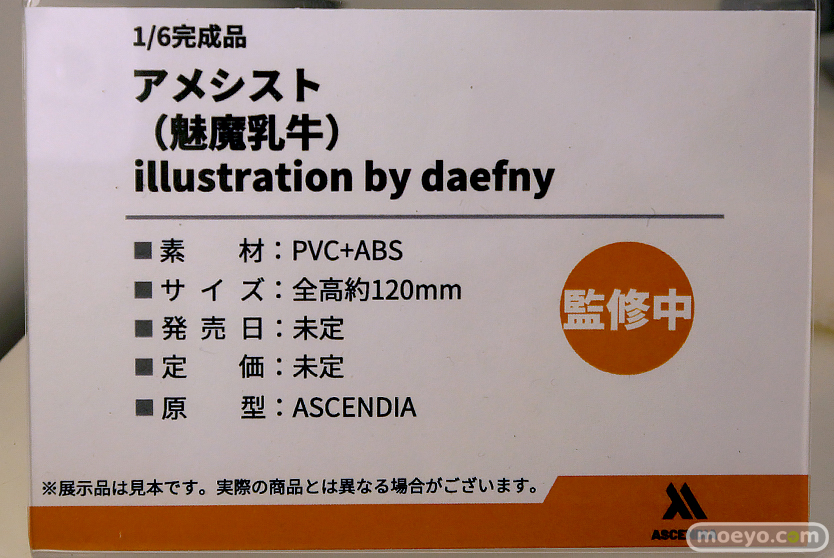 1/6完成品
アメシスト
（魅魔乳牛）
illustration by daefny
■素　　材：PVC+ABS
■サ イ ズ：全高約120mm
■発 売 日：未定
■定　　価：未定
■原　　型：ASCENDIA
監修中
※展示品は見本です。実際の商品とは異なる場合がございます。
moeyo.com